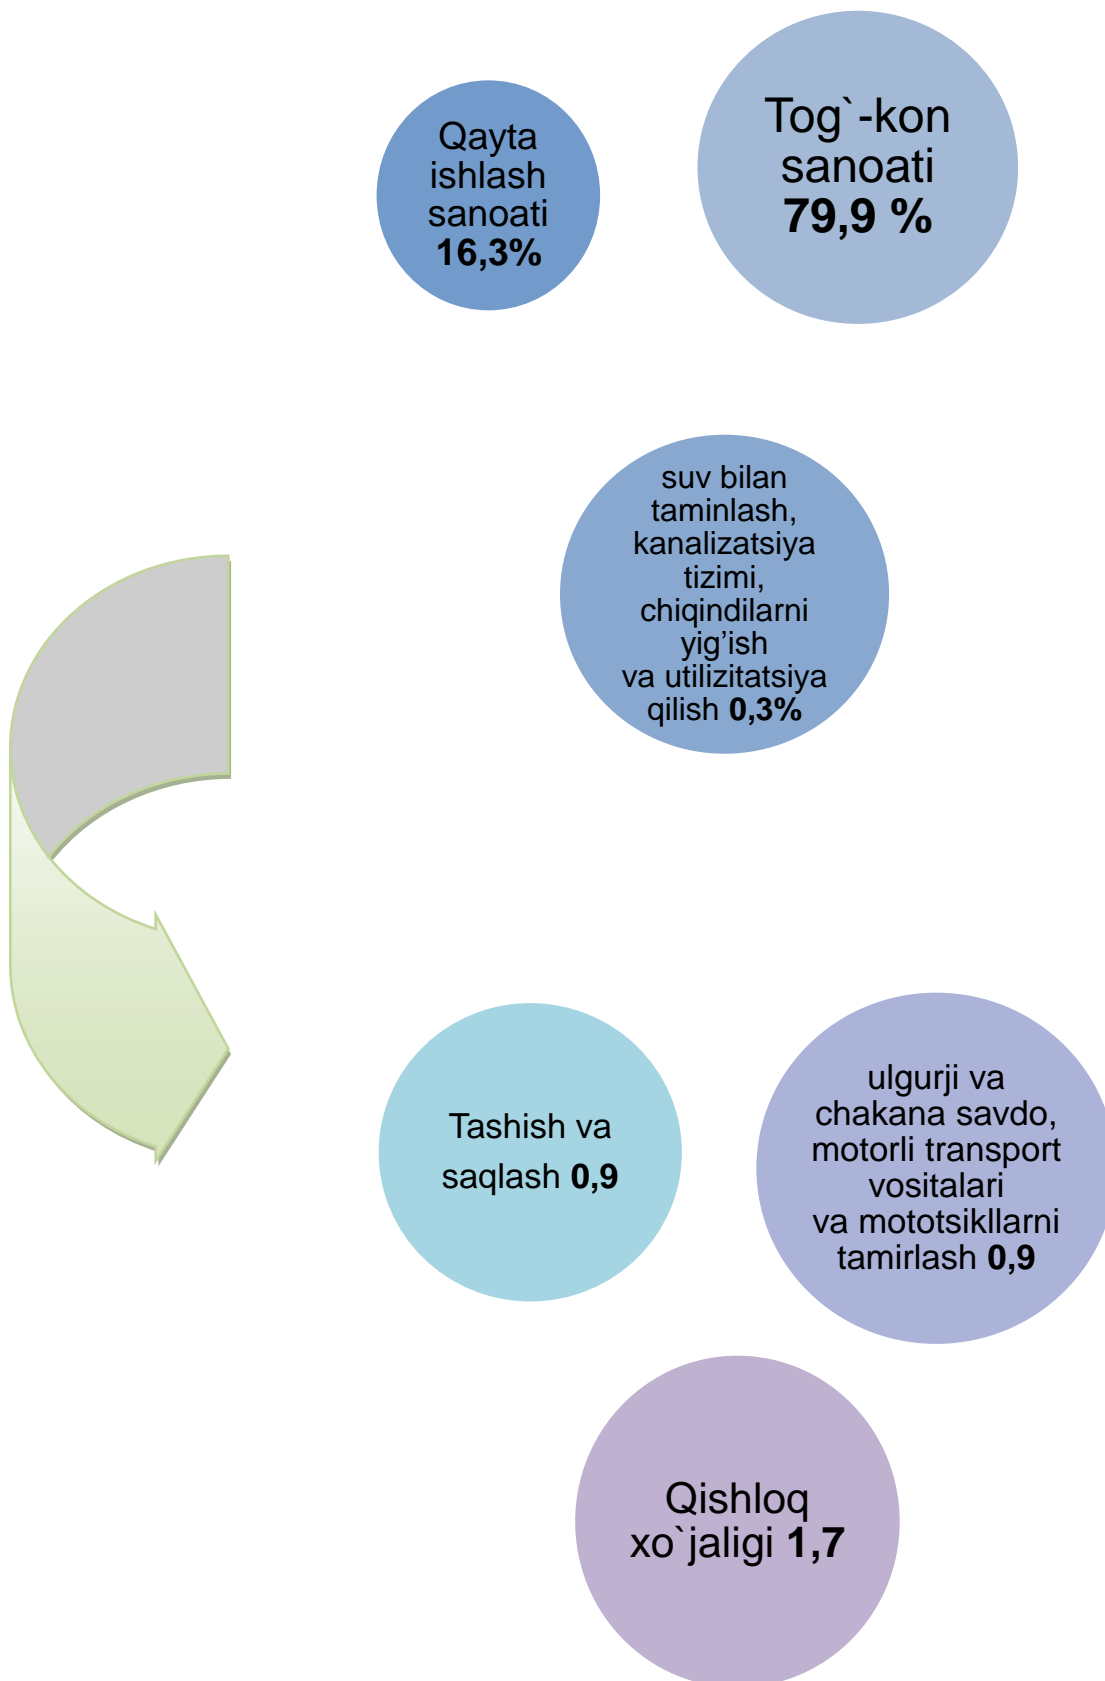 Qayta
ishlash
sanoati
16,3%
Tog`-kon
sanoati
79,9 %
suv bilan
taminlash,
kanalizatsiya
tizimi,
chiqindilarni
yig’ish
va utilizitatsiya
qilish 0,3%
Tashish va
saqlash 0,9
ulgurji va
chakana savdo,
motorli transport
vositalari
va mototsikllarni
tamirlash 0,9
Qishloq
xo`jaligi 1,7